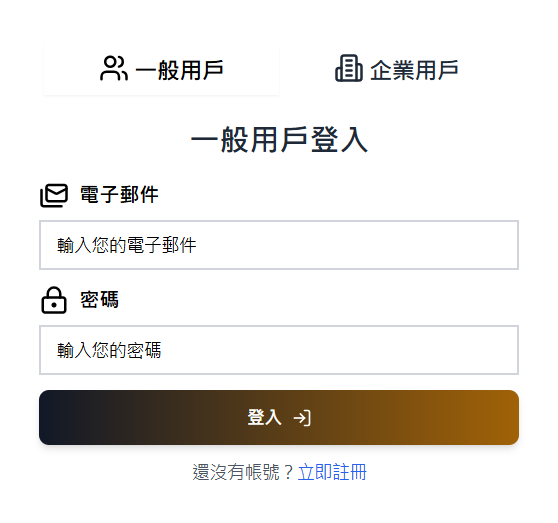 一般用戶 企業用戶
一般用戶登入
電子郵件
輸入您的電子郵件
密碼
輸入您的密碼
登入
還沒有帳號？立即註冊